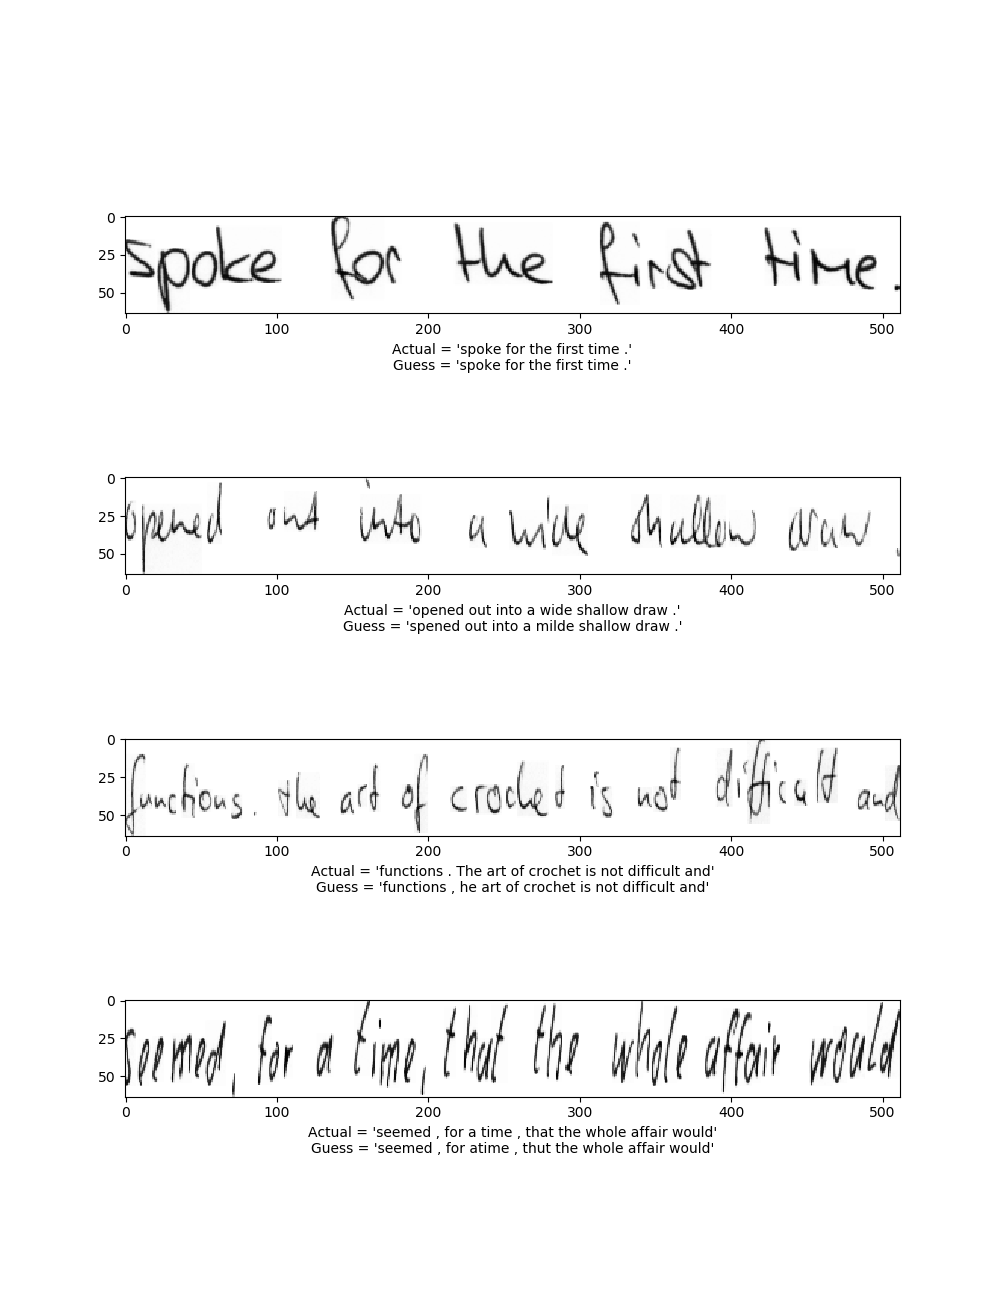 0
25
50
spoke for the first time.
0 100 200 300 400 500
Actual = 'spoke for the first time .'
Guess = 'spoke for the first time .'
0
25
50
opened out into a wide shallow draw .
0 100 200 300 400 500
Actual = 'opened out into a wide shallow draw .'
Guess = 'spened out into a milde shallow draw .'
0
25
50
functions. the art of crochet is not difficult and
0 100 200 300 400 500
Actual = 'functions . The art of crochet is not difficult and'
Guess = 'functions , he art of crochet is not difficult and'
0
25
50
seemed, for a time, that the whole affair would
0 100 200 300 400 500
Actual = 'seemed , for a time , that the whole affair would'
Guess = 'seemed , for atime , thut the whole affair would'